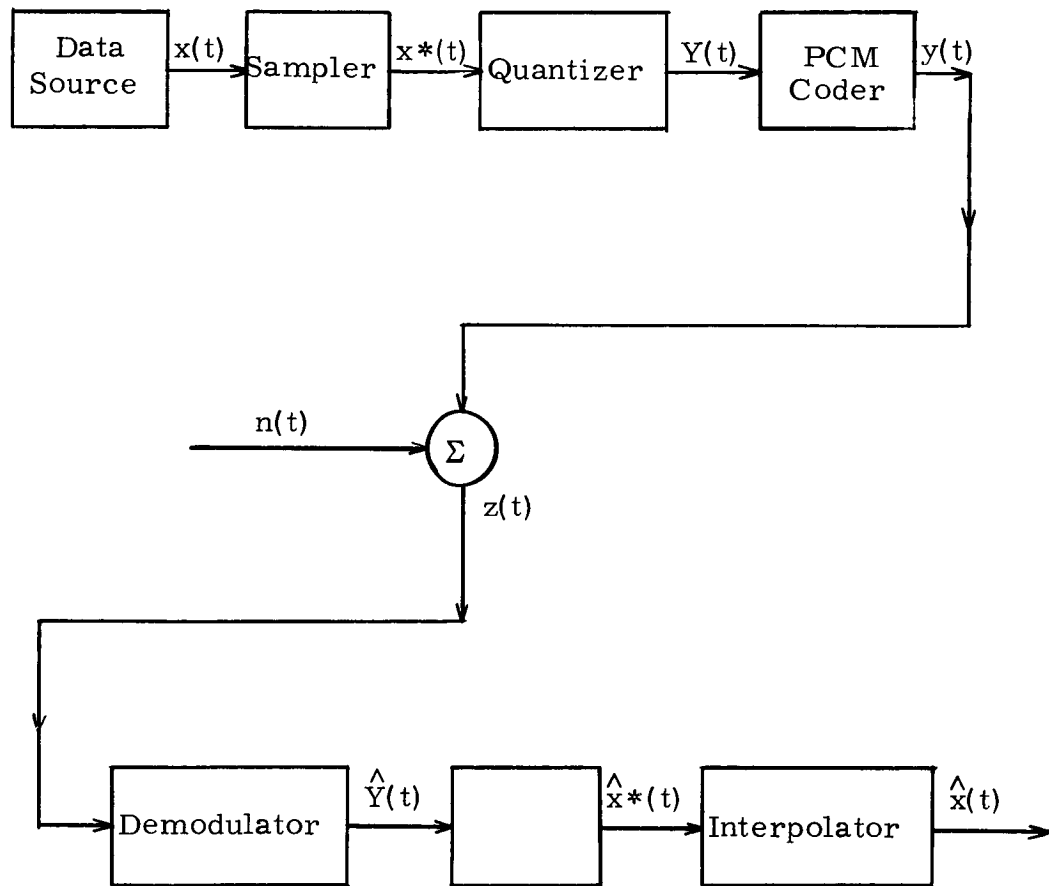 Data
Source
x(t)
Sampler
x*(t)
Quantizer
Y(t)
PCM
Coder
y(t)
n(t)
Σ
z(t)
Demodulator
Ŷ(t)
x̂*(t)
Interpolator
x̂(t)